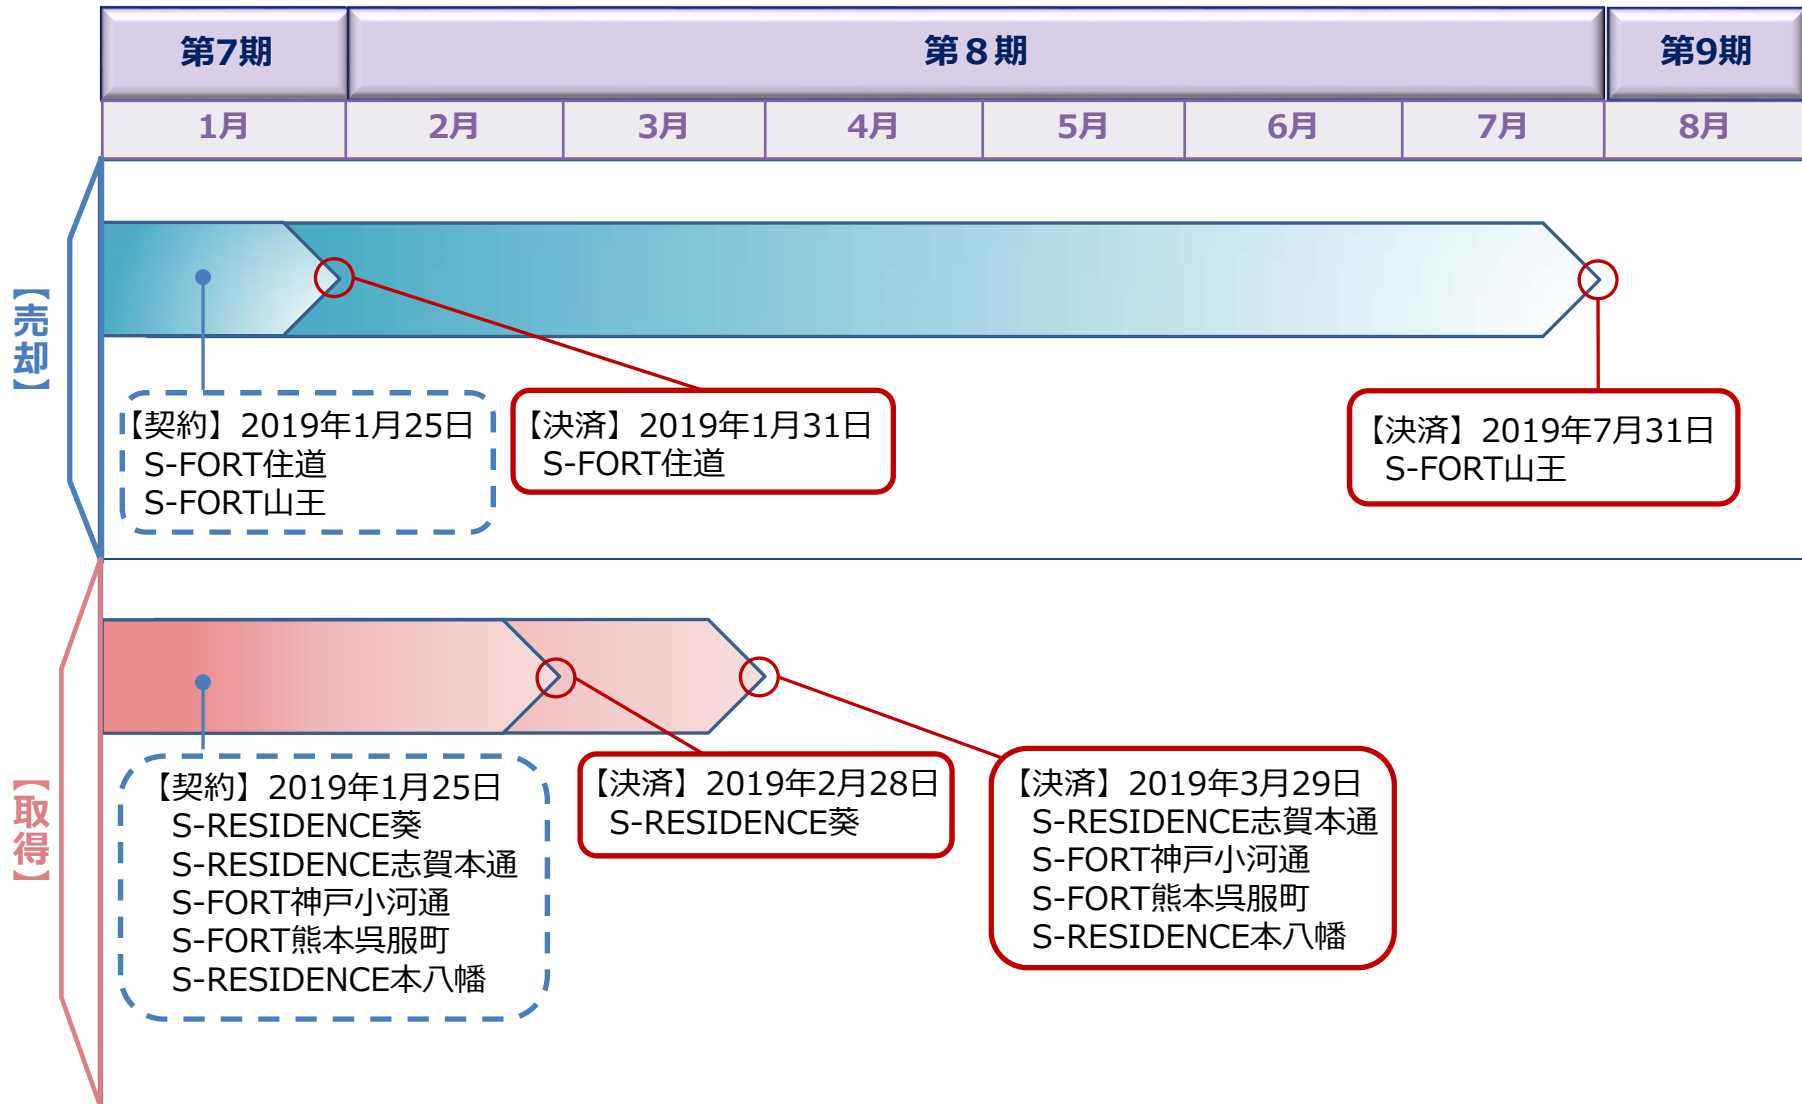 第7期
第８期
第9期
1月
2月
3月
4月
5月
6月
7月
8月
【売却】
【契約】2019年1月25日
S-FORT住道
S-FORT山王
【決済】2019年1月31日
S-FORT住道
【決済】2019年7月31日
S-FORT山王
【取得】
【契約】2019年1月25日
S-RESIDENCE葵
S-RESIDENCE志賀本通
S-FORT神戸小河通
S-FORT熊本呉服町
S-RESIDENCE本八幡
【決済】2019年2月28日
S-RESIDENCE葵
【決済】2019年3月29日
S-RESIDENCE志賀本通
S-FORT神戸小河通
S-FORT熊本呉服町
S-RESIDENCE本八幡